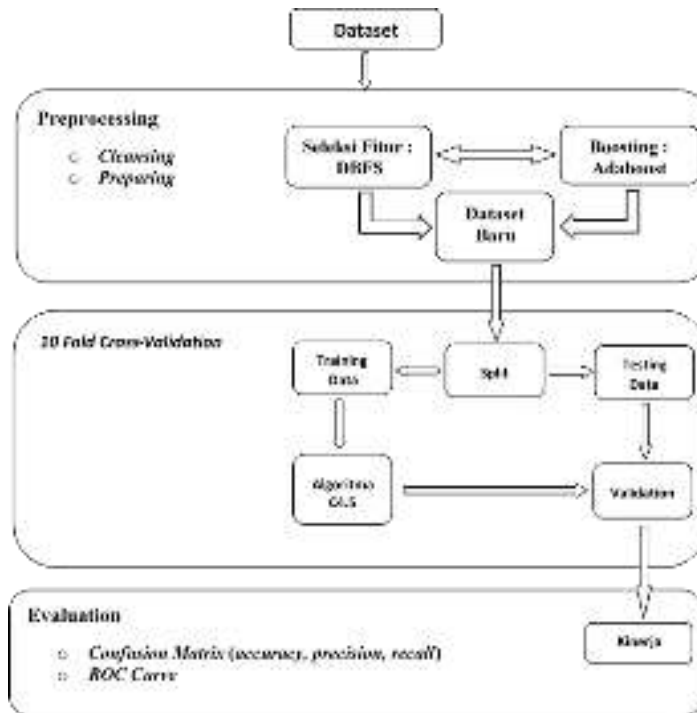 Dataset
Preprocessing
o Cleansing
o Preparing
Seleksi Fitur :
DBFS
Boosting :
Adaboost
Dataset
Baru
10 Fold Cross-Validation
Training
Data
Split
Testing
Data
Algoritma
C4.5
Validation
Evaluation
o Confusion Matrix (accuracy, precision, recall)
o ROC Curve
Kinerja